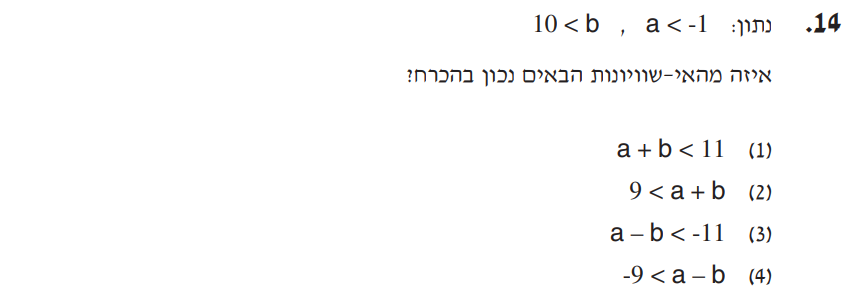 14. נתון: a < -1 , 10 < b
איזה מהאי-שוויונות הבאים נכון בהכרח?
(1) a + b < 11
(2) 9 < a + b
(3) a – b < -11
(4) -9 < a – b